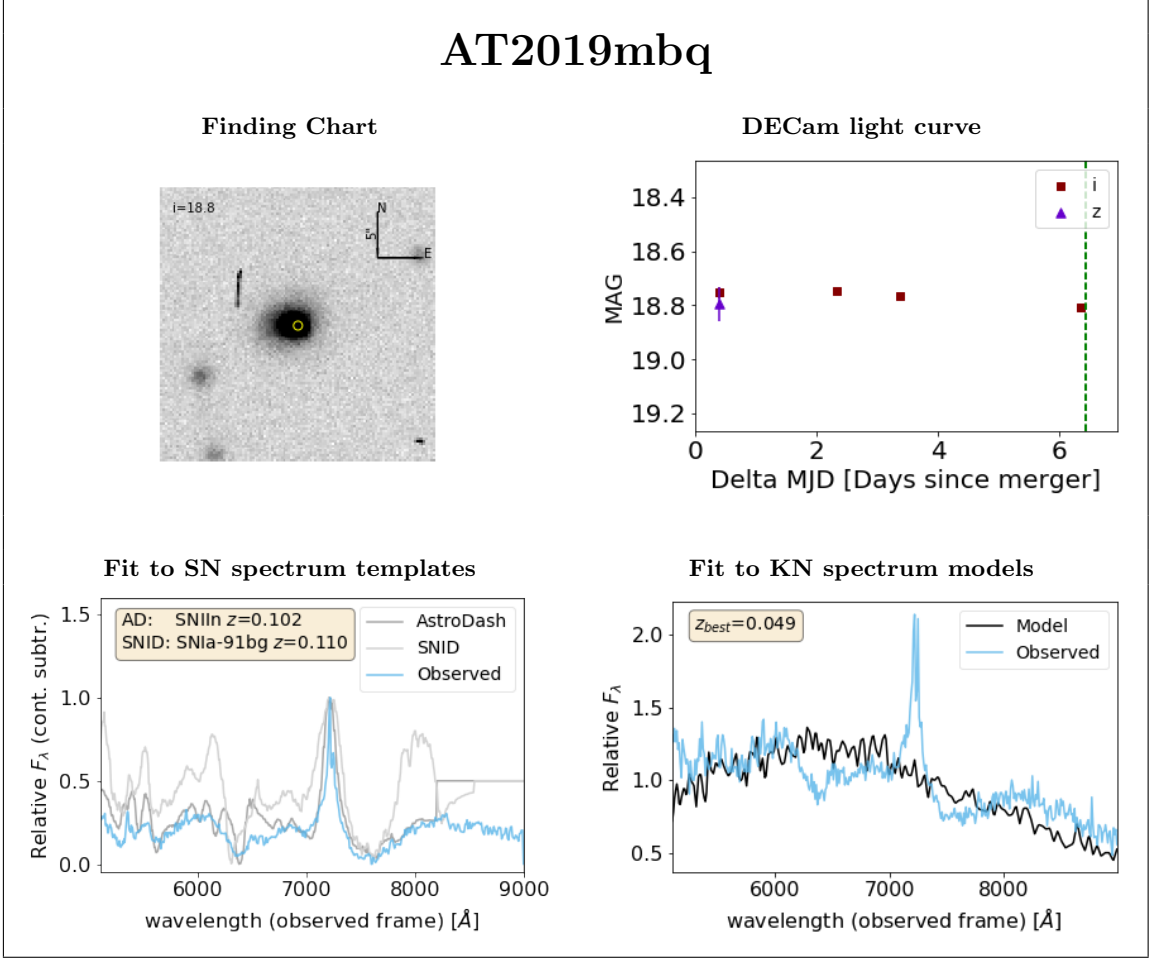 AT2019mbq
Finding Chart
i=18.8
N
5"
E
DECam light curve
MAG
18.4
18.6
18.8
19.0
19.2
i
z
0
2
4
6
Delta MJD [Days since merger]
Fit to SN spectrum templates
Relative Fλ (cont. subtr.)
1.5
1.0
0.5
0.0
AD: SNIIn z=0.102
SNID: SNIa-91bg z=0.110
AstroDash
SNID
Observed
6000
7000
8000
9000
wavelength (observed frame) [Å]
Fit to KN spectrum models
Relative Fλ
2.0
1.5
1.0
0.5
z_best=0.049
Model
Observed
6000
7000
8000
wavelength (observed frame) [Å]